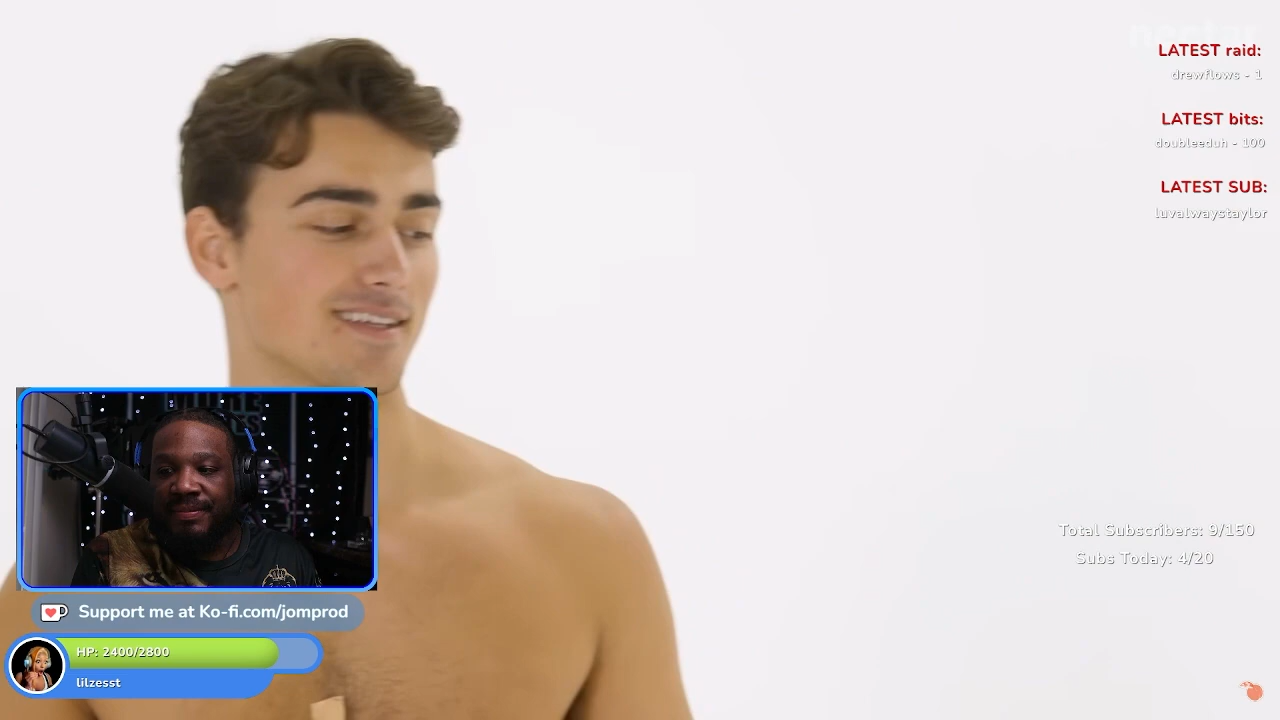 LATEST raid:
drewflows - 1
LATEST bits:
doubleeduh - 100
LATEST SUB:
luvalwaystaylor
Total Subscribers: 9/150
Subs Today: 4/20
Support me at Ko-fi.com/jomprod
HP: 2400/2800
lilzesst